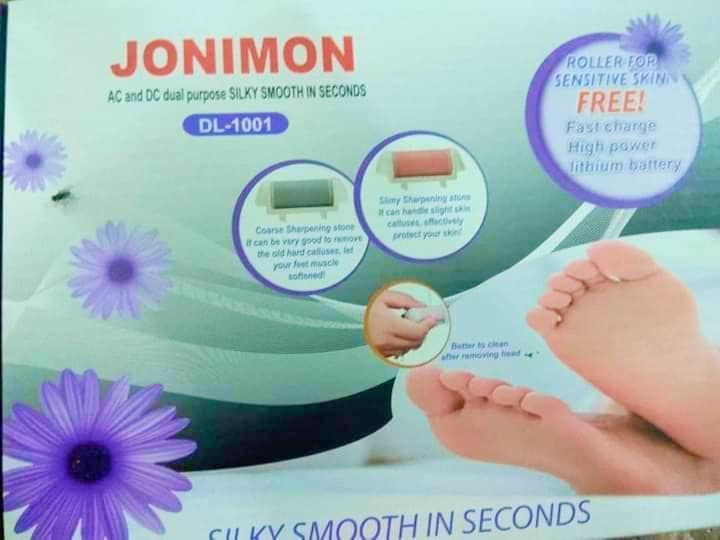 JONIMON
AC and DC dual purpose SILKY SMOOTH IN SECONDS
DL-1001
ROLLER FOR
SENSITIVE SKIN
FREE!
Fast charge
High power
lithium battery
Coarse Sharpening stone
It can be very good to remove
the old hard calluses, let
your feet muscle
softened!
Slimy Sharpening stone
It can handle slight skin
calluses, effectively
protect your skin!
Better to clean
after removing head
SILKY SMOOTH IN SECONDS